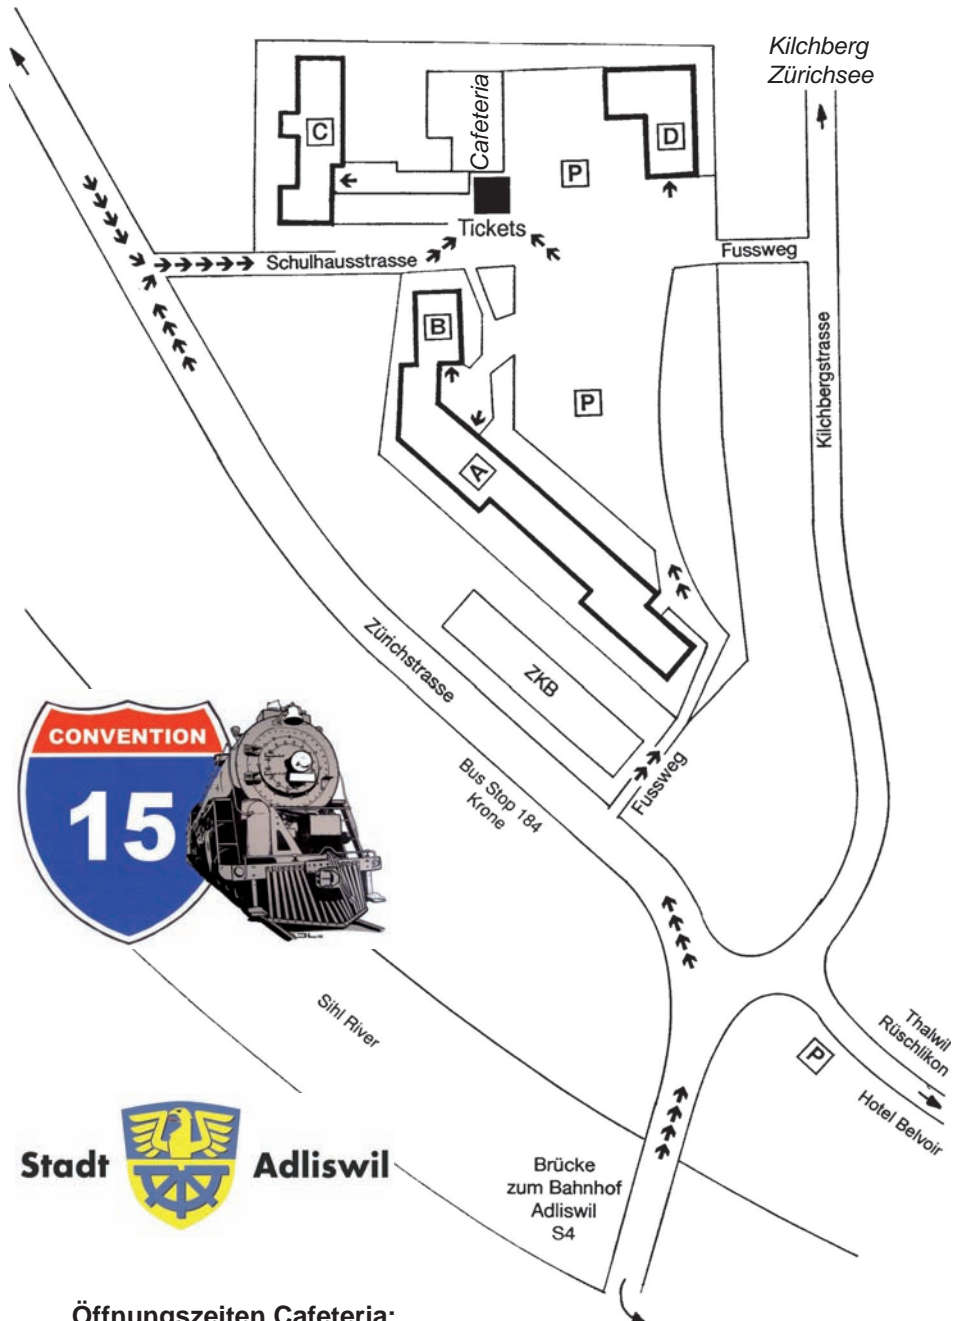 Kilchberg
Zürichsee
Cafeteria
C
D
P
Tickets
Schulhausstrasse
Fussweg
B
P
Kilchbergstrasse
A
Zürichstrasse
ZKB
CONVENTION
15
Bus Stop 184
Krone
Fussweg
Sihl River
Thalwil
Rüschlikon
P
Hotel Belvoir
Stadt Adliswil
Brücke
zum Bahnhof
Adliswil
S4
Öffnungszeiten Cafeteria: